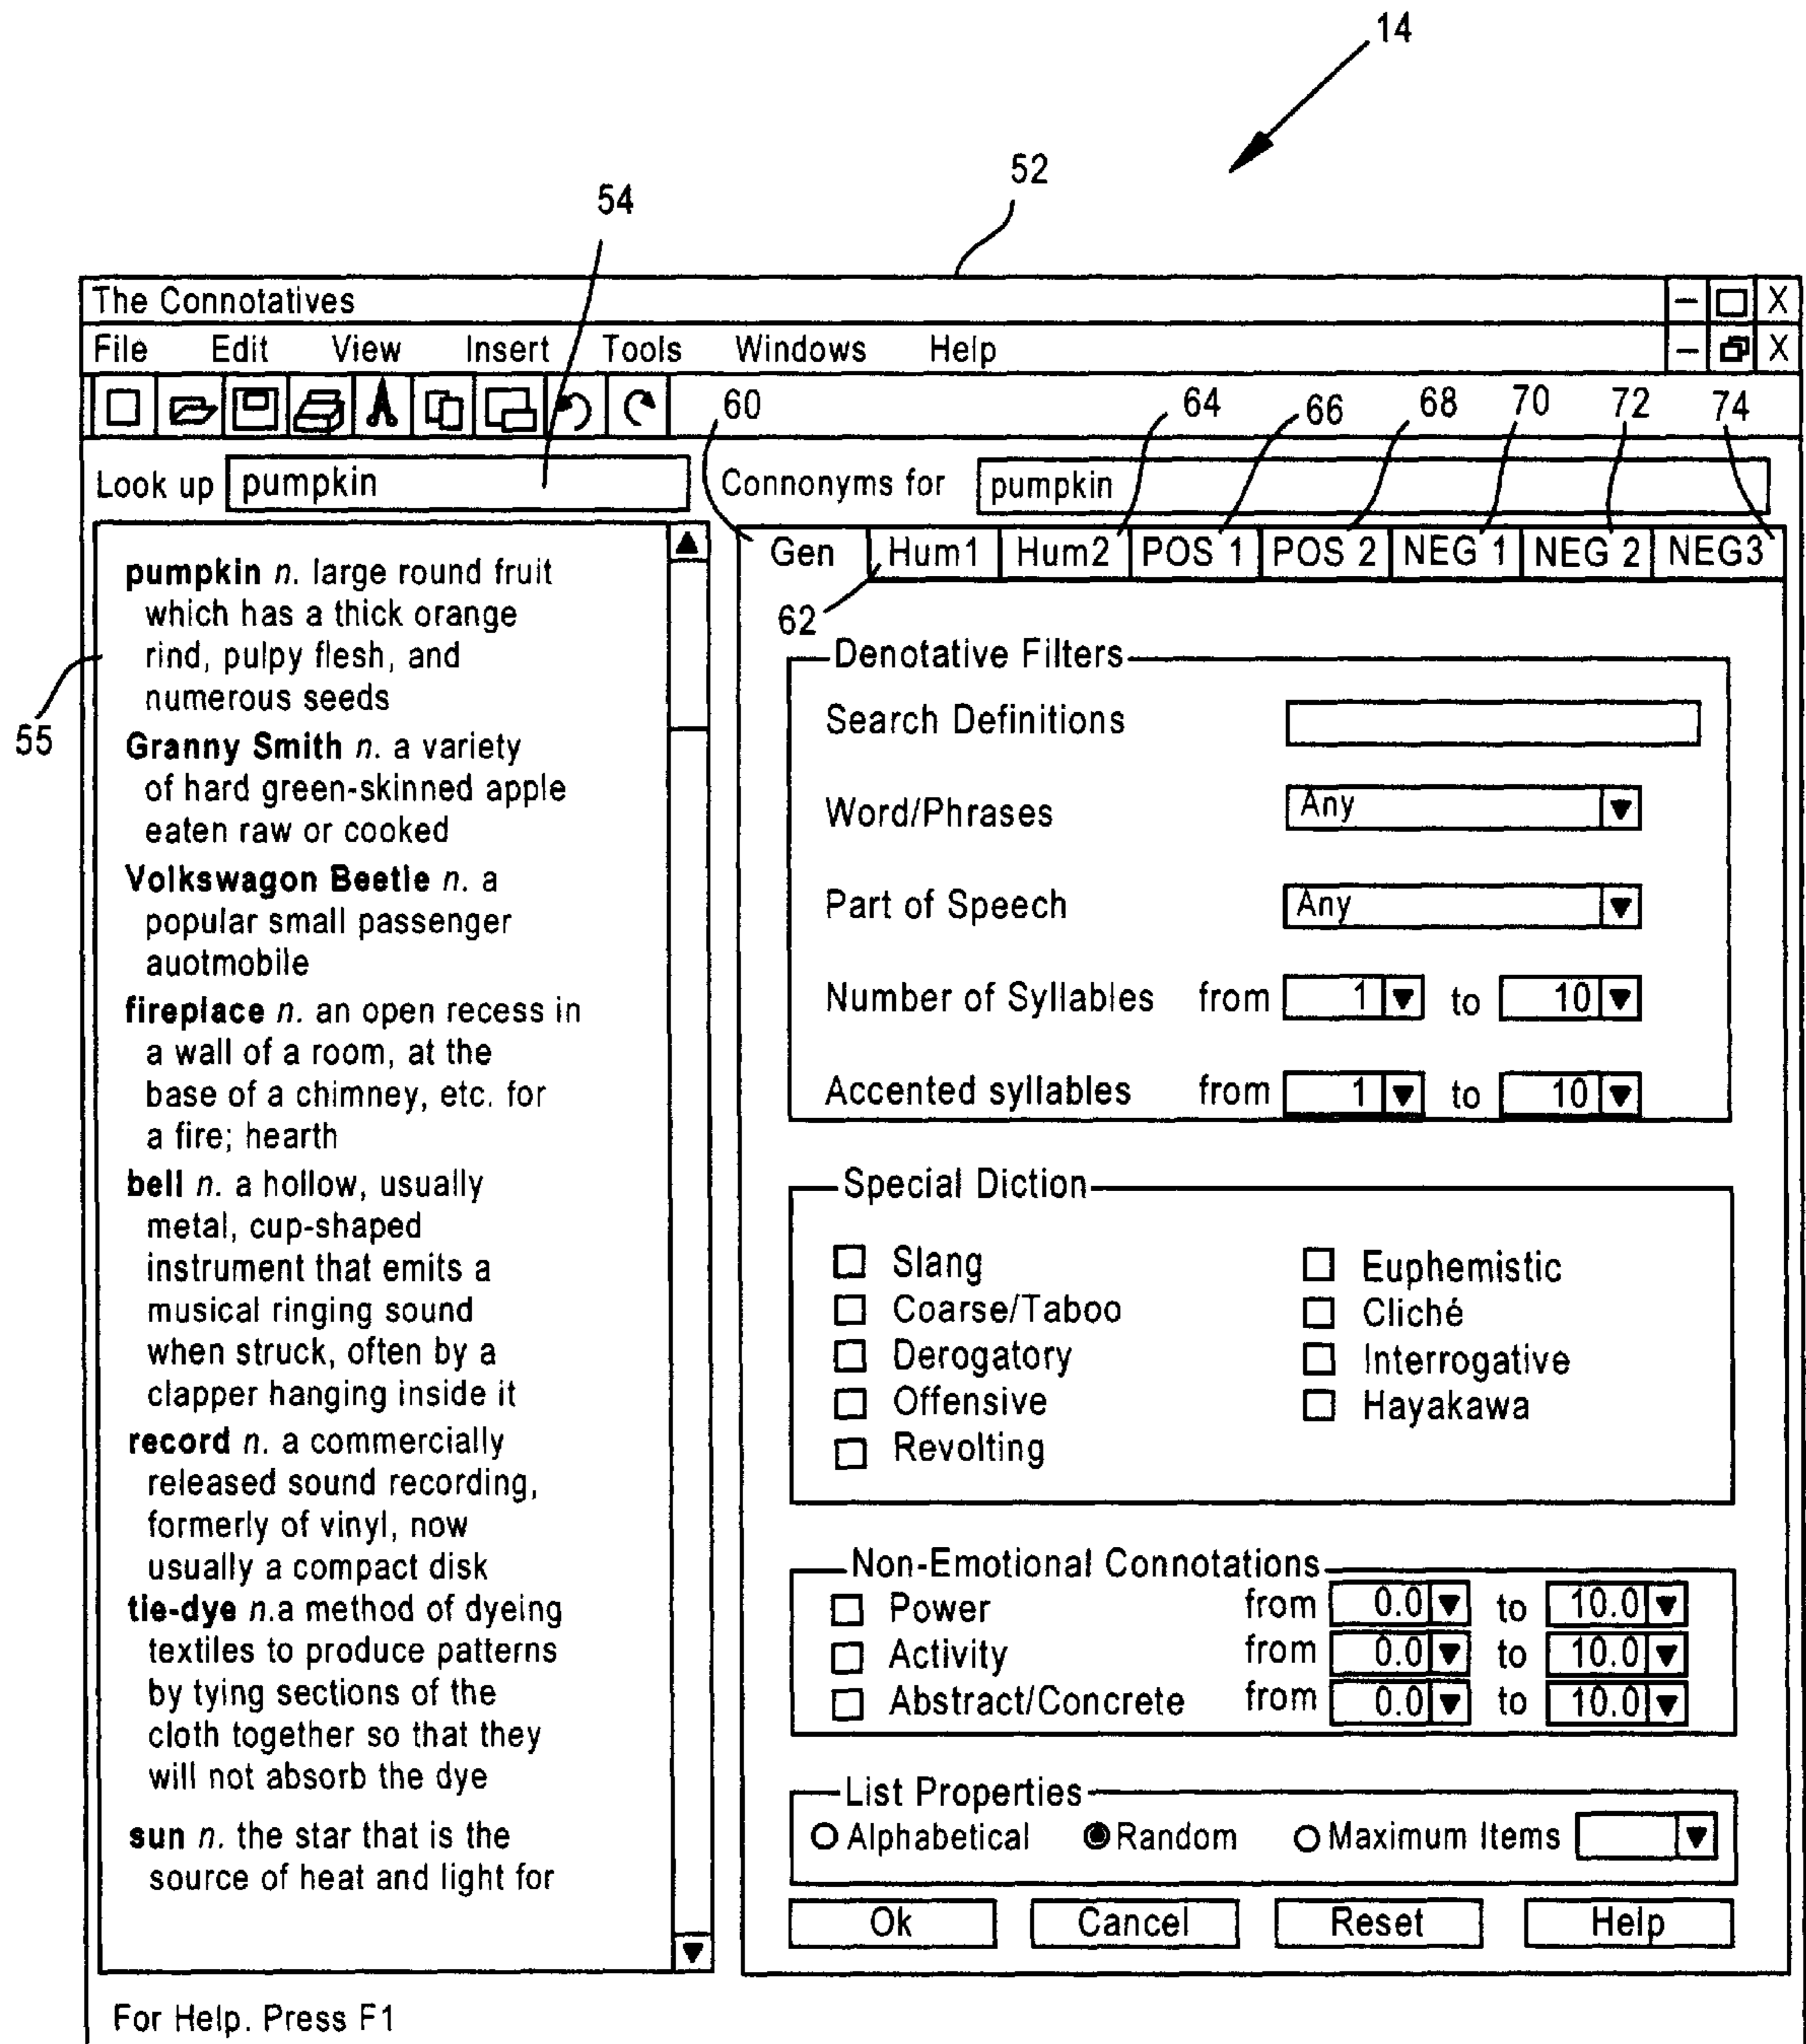 14
52
54
The Connotatives
X
File Edit View Insert Tools Windows Help X
60 64 66 68 70 72 74
Look up pumpkin Connonyms for pumpkin
Gen Hum1 Hum2 POS 1 POS 2 NEG 1 NEG 2 NEG3
62
55
pumpkin n. large round fruit
which has a thick orange
rind, pulpy flesh, and
numerous seeds
Granny Smith n. a variety
of hard green-skinned apple
eaten raw or cooked
Volkswagon Beetle n. a
popular small passenger
auotmobile
fireplace n. an open recess in
a wall of a room, at the
base of a chimney, etc. for
a fire; hearth
bell n. a hollow, usually
metal, cup-shaped
instrument that emits a
musical ringing sound
when struck, often by a
clapper hanging inside it
record n. a commercially
released sound recording,
formerly of vinyl, now
usually a compact disk
tie-dye n.a method of dyeing
textiles to produce patterns
by tying sections of the
cloth together so that they
will not absorb the dye
sun n. the star that is the
source of heat and light for
Denotative Filters
Search Definitions
Word/Phrases Any
Part of Speech Any
Number of Syllables from 1 to 10
Accented syllables from 1 to 10
Special Diction
Slang Euphemistic
Coarse/Taboo Cliché
Derogatory Interrogative
Offensive Hayakawa
Revolting
Non-Emotional Connotations
Power from 0.0 to 10.0
Activity from 0.0 to 10.0
Abstract/Concrete from 0.0 to 10.0
List Properties
Alphabetical Random Maximum Items
Ok Cancel Reset Help
For Help. Press F1